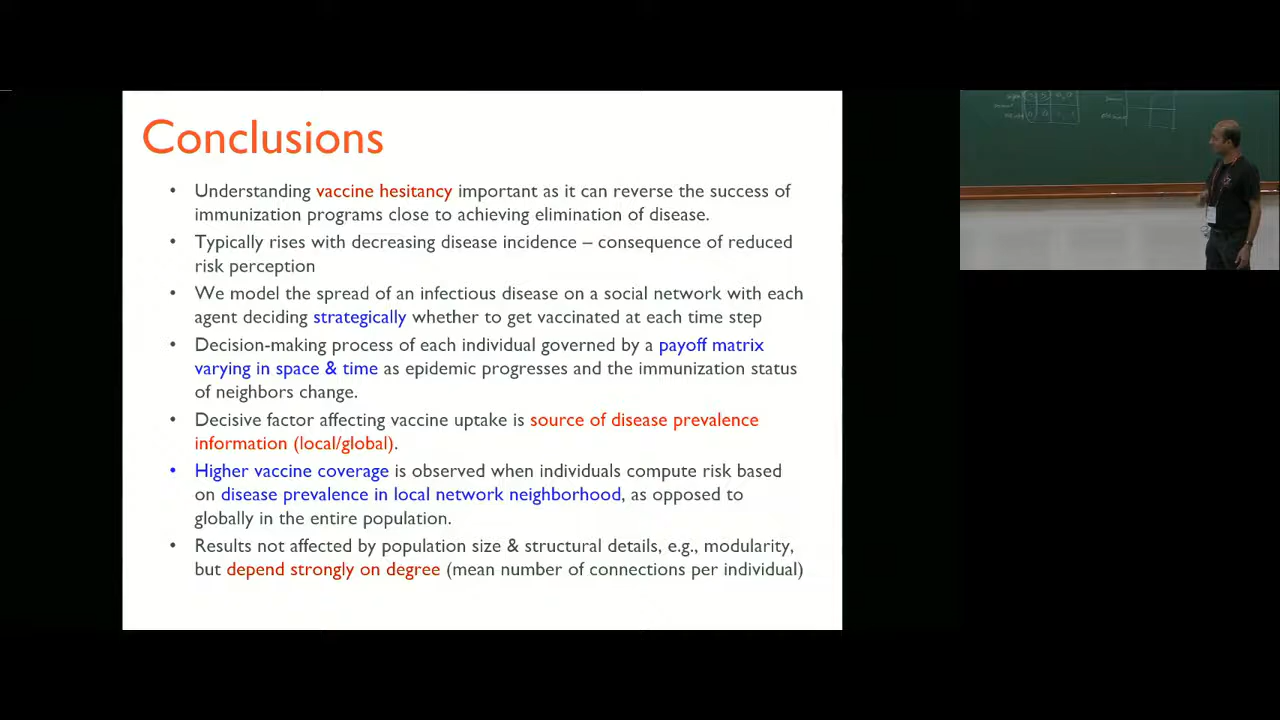 Conclusions
• Understanding vaccine hesitancy important as it can reverse the success of
immunization programs close to achieving elimination of disease.
• Typically rises with decreasing disease incidence – consequence of reduced
risk perception
• We model the spread of an infectious disease on a social network with each
agent deciding strategically whether to get vaccinated at each time step
• Decision-making process of each individual governed by a payoff matrix
varying in space & time as epidemic progresses and the immunization status
of neighbors change.
• Decisive factor affecting vaccine uptake is source of disease prevalence
information (local/global).
• Higher vaccine coverage is observed when individuals compute risk based
on disease prevalence in local network neighborhood, as opposed to
globally in the entire population.
• Results not affected by population size & structural details, e.g., modularity,
but depend strongly on degree (mean number of connections per individual)